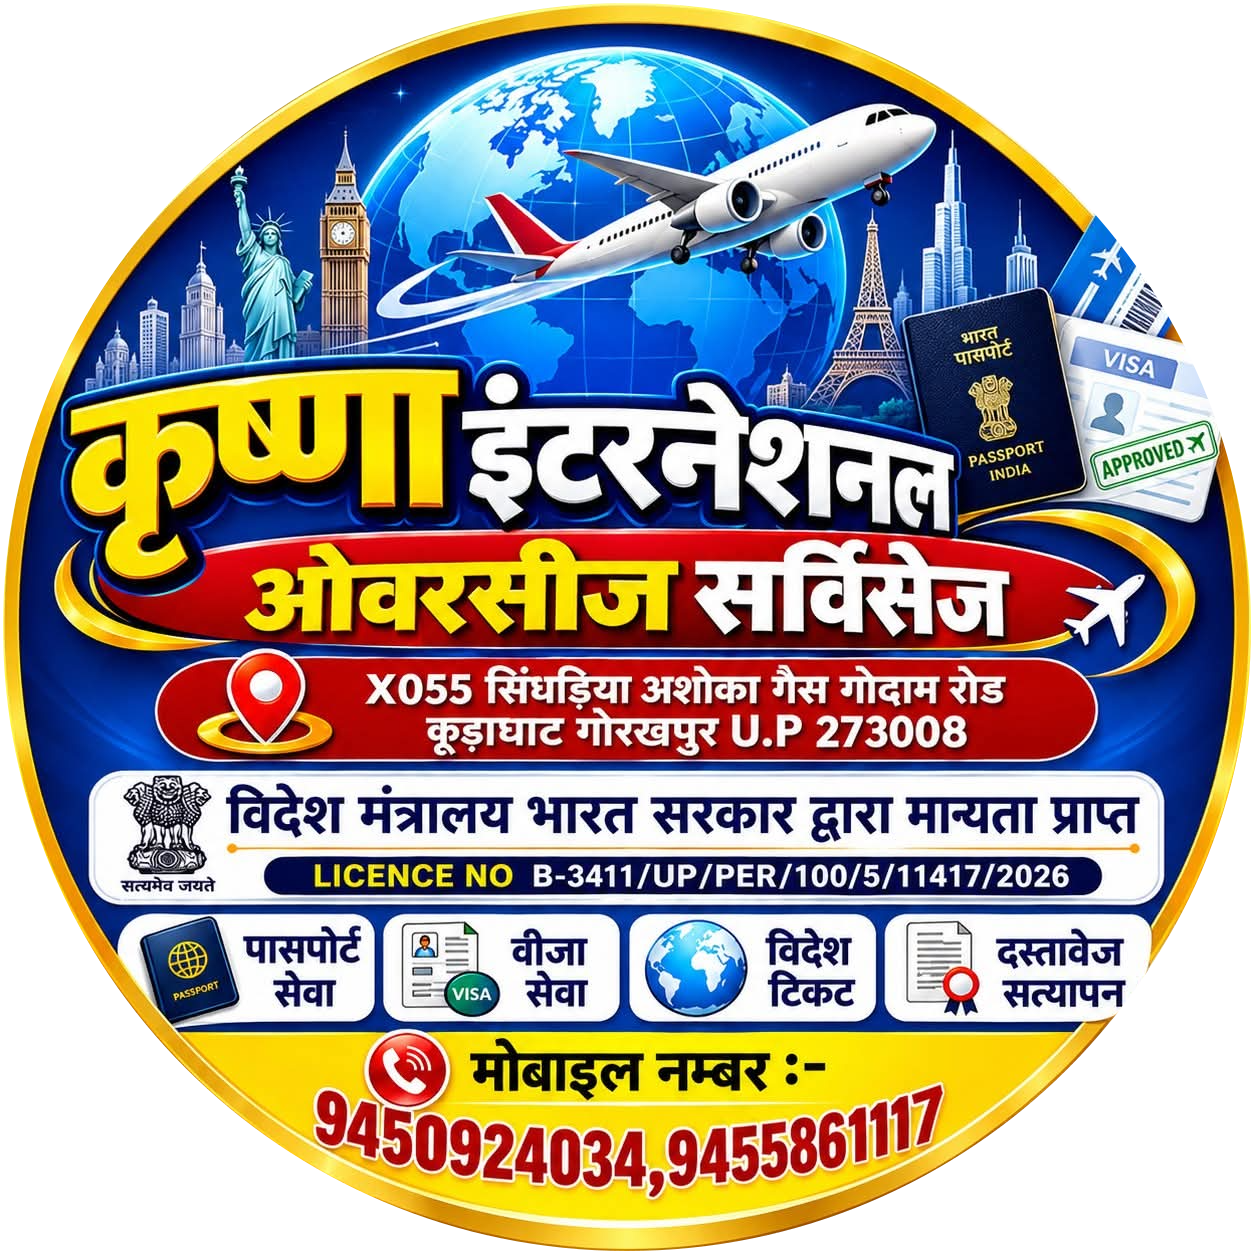 भारत
पासपोर्ट
PASSPORT
INDIA
VISA
APPROVED
कृष्णा इंटरनेशनल
ओवरसीज सर्विसेज
X055 सिंघड़िया अशोका गैस गोदाम रोड
कूड़ाघाट गोरखपुर U.P 273008
विदेश मंत्रालय भारत सरकार द्वारा मान्यता प्राप्त
सत्यमेव जयते
LICENCE NO B-3411/UP/PER/100/5/11417/2026
PASSPORT
पासपोर्ट
सेवा
VISA
वीजा
सेवा
विदेश
टिकट
दस्तावेज
सत्यापन
मोबाइल नम्बर :-
9450924034,9455861117